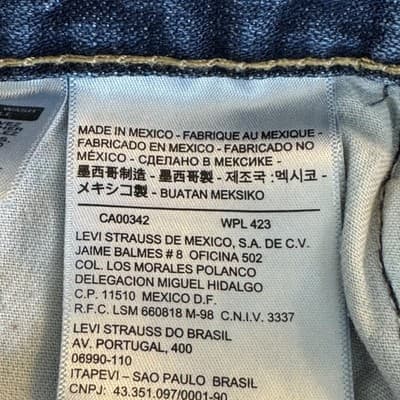 MADE IN MEXICO - FABRIQUE AU MEXIQUE -
FABRICADO EN MÉXICO - FABRICADO NO
MÉXICO - СДЕЛАНО В МЕКСИКЕ -
墨西哥制造 - 墨西哥製 - 제조국 :멕시코 -
メキシコ製 - BUATAN MEKSIKO
CA00342 WPL 423
LEVI STRAUSS DE MEXICO, S.A. DE C.V.
JAIME BALMES # 8 OFICINA 502
COL. LOS MORALES POLANCO
DELEGACION MIGUEL HIDALGO
C.P. 11510 MEXICO D.F.
R.F.C. LSM 660818 M-98 C.N.I.V. 3337
LEVI STRAUSS DO BRASIL
AV. PORTUGAL, 400
06990-110
ITAPEVI – SAO PAULO BRASIL
CNPJ: 43.351.097/0001-90